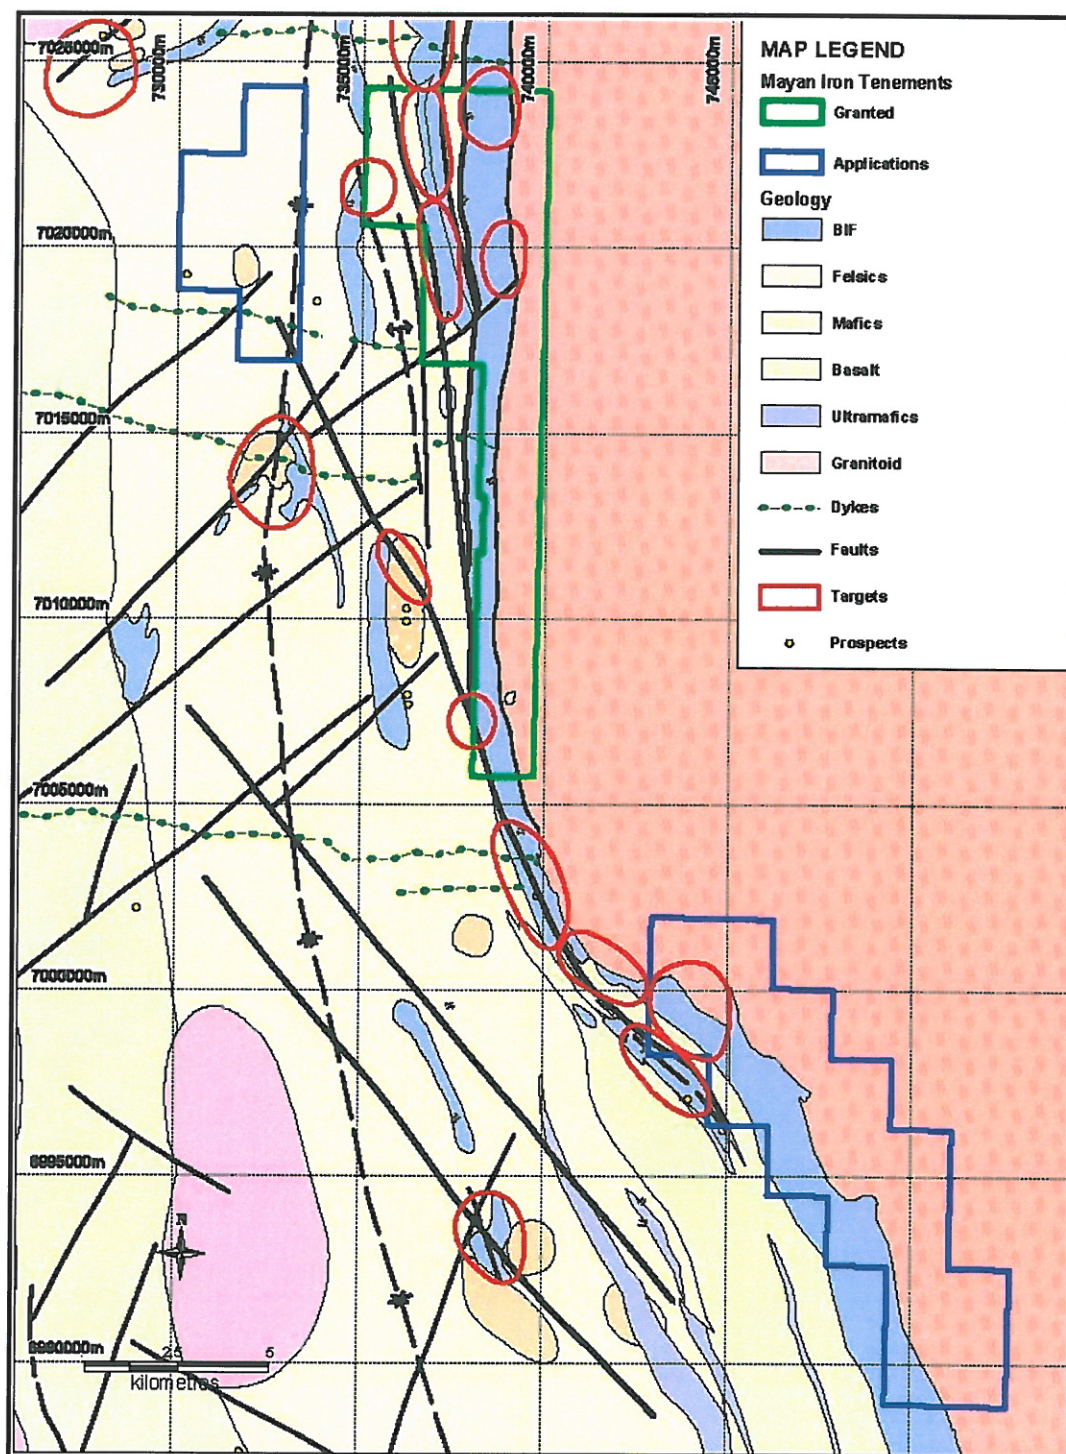 7025000m
730000m
735000m
740000m
745000m
MAP LEGEND
Mayan Iron Tenements
Granted
Applications
Geology
BIF
Felsics
Mafics
Basalt
Ultramafics
Granitoid
Dykes
Faults
Targets
Prospects
7020000m
7015000m
7010000m
7005000m
7000000m
6995000m
N
6990000m
2.5
5
kilometres